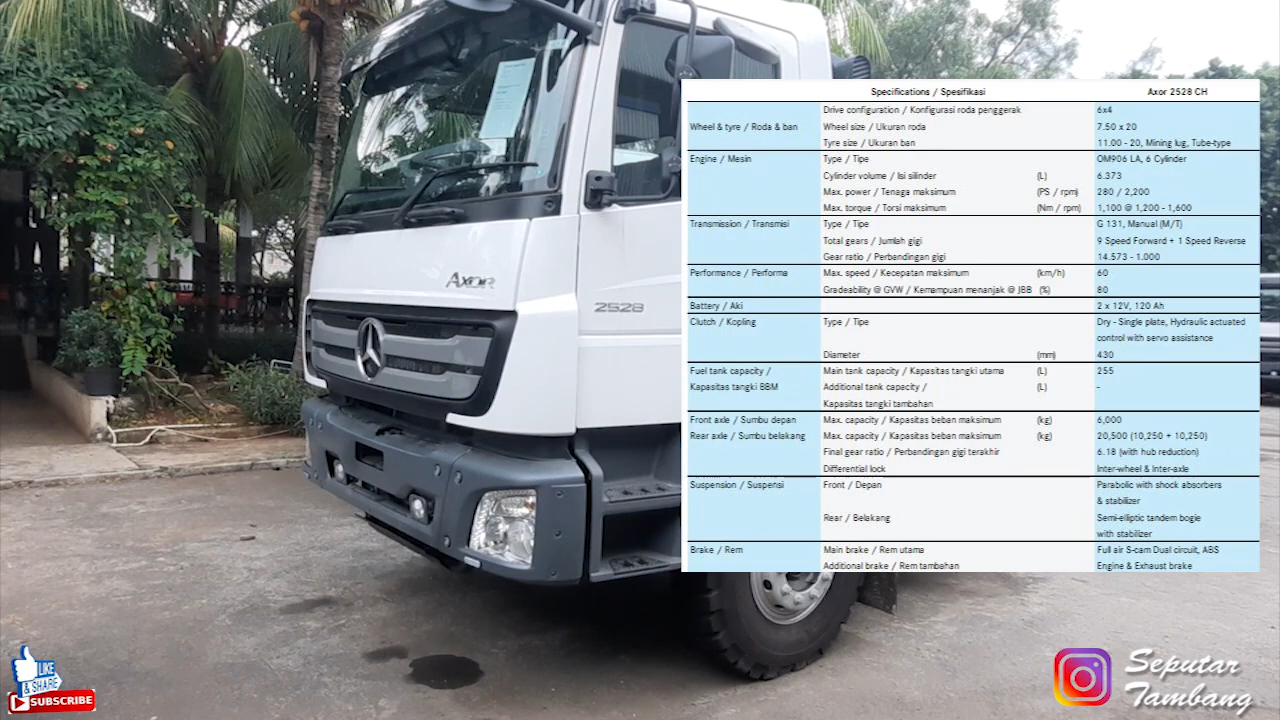 AXOR
2528
Specifications / Spesifikasi Axor 2528 CH
Drive configuration / Konfigurasi roda penggerak 6x4
Wheel & tyre / Roda & ban Wheel size / Ukuran roda 7.50 x 20
Tyre size / Ukuran ban 11.00 - 20, Mining lug, Tube-type
Engine / Mesin Type / Tipe OM906 LA, 6 Cylinder
Cylinder volume / Isi silinder (L) 6.373
Max. power / Tenaga maksimum (PS / rpm) 280 / 2,200
Max. torque / Torsi maksimum (Nm / rpm) 1,100 @ 1,200 - 1,600
Transmission / Transmisi Type / Tipe G 131, Manual (M/T)
Total gears / Jumlah gigi 9 Speed Forward + 1 Speed Reverse
Gear ratio / Perbandingan gigi 14.573 - 1.000
Performance / Performa Max. speed / Kecepatan maksimum (km/h) 60
Gradeability @ GVW / Kemampuan menanjak @ JBB (%) 80
Battery / Aki 2 x 12V, 120 Ah
Clutch / Kopling Type / Tipe Dry - Single plate, Hydraulic actuated
control with servo assistance
Diameter (mm) 430
Fuel tank capacity / Main tank capacity / Kapasitas tangki utama (L) 255
Kapasitas tangki BBM Additional tank capacity / (L) -
Kapasitas tangki tambahan
Front axle / Sumbu depan Max. capacity / Kapasitas beban maksimum (kg) 6,000
Rear axle / Sumbu belakang Max. capacity / Kapasitas beban maksimum (kg) 20,500 (10,250 + 10,250)
Final gear ratio / Perbandingan gigi terakhir 6.18 (with hub reduction)
Differential lock Inter-wheel & Inter-axle
Suspension / Suspensi Front / Depan Parabolic with shock absorbers
& stabilizer
Rear / Belakang Semi-elliptic tandem bogie
with stabilizer
Brake / Rem Main brake / Rem utama Full air S-cam Dual circuit, ABS
Additional brake / Rem tambahan Engine & Exhaust brake
LIKE
& SHARE
SUBSCRIBE
Seputar
Tambang